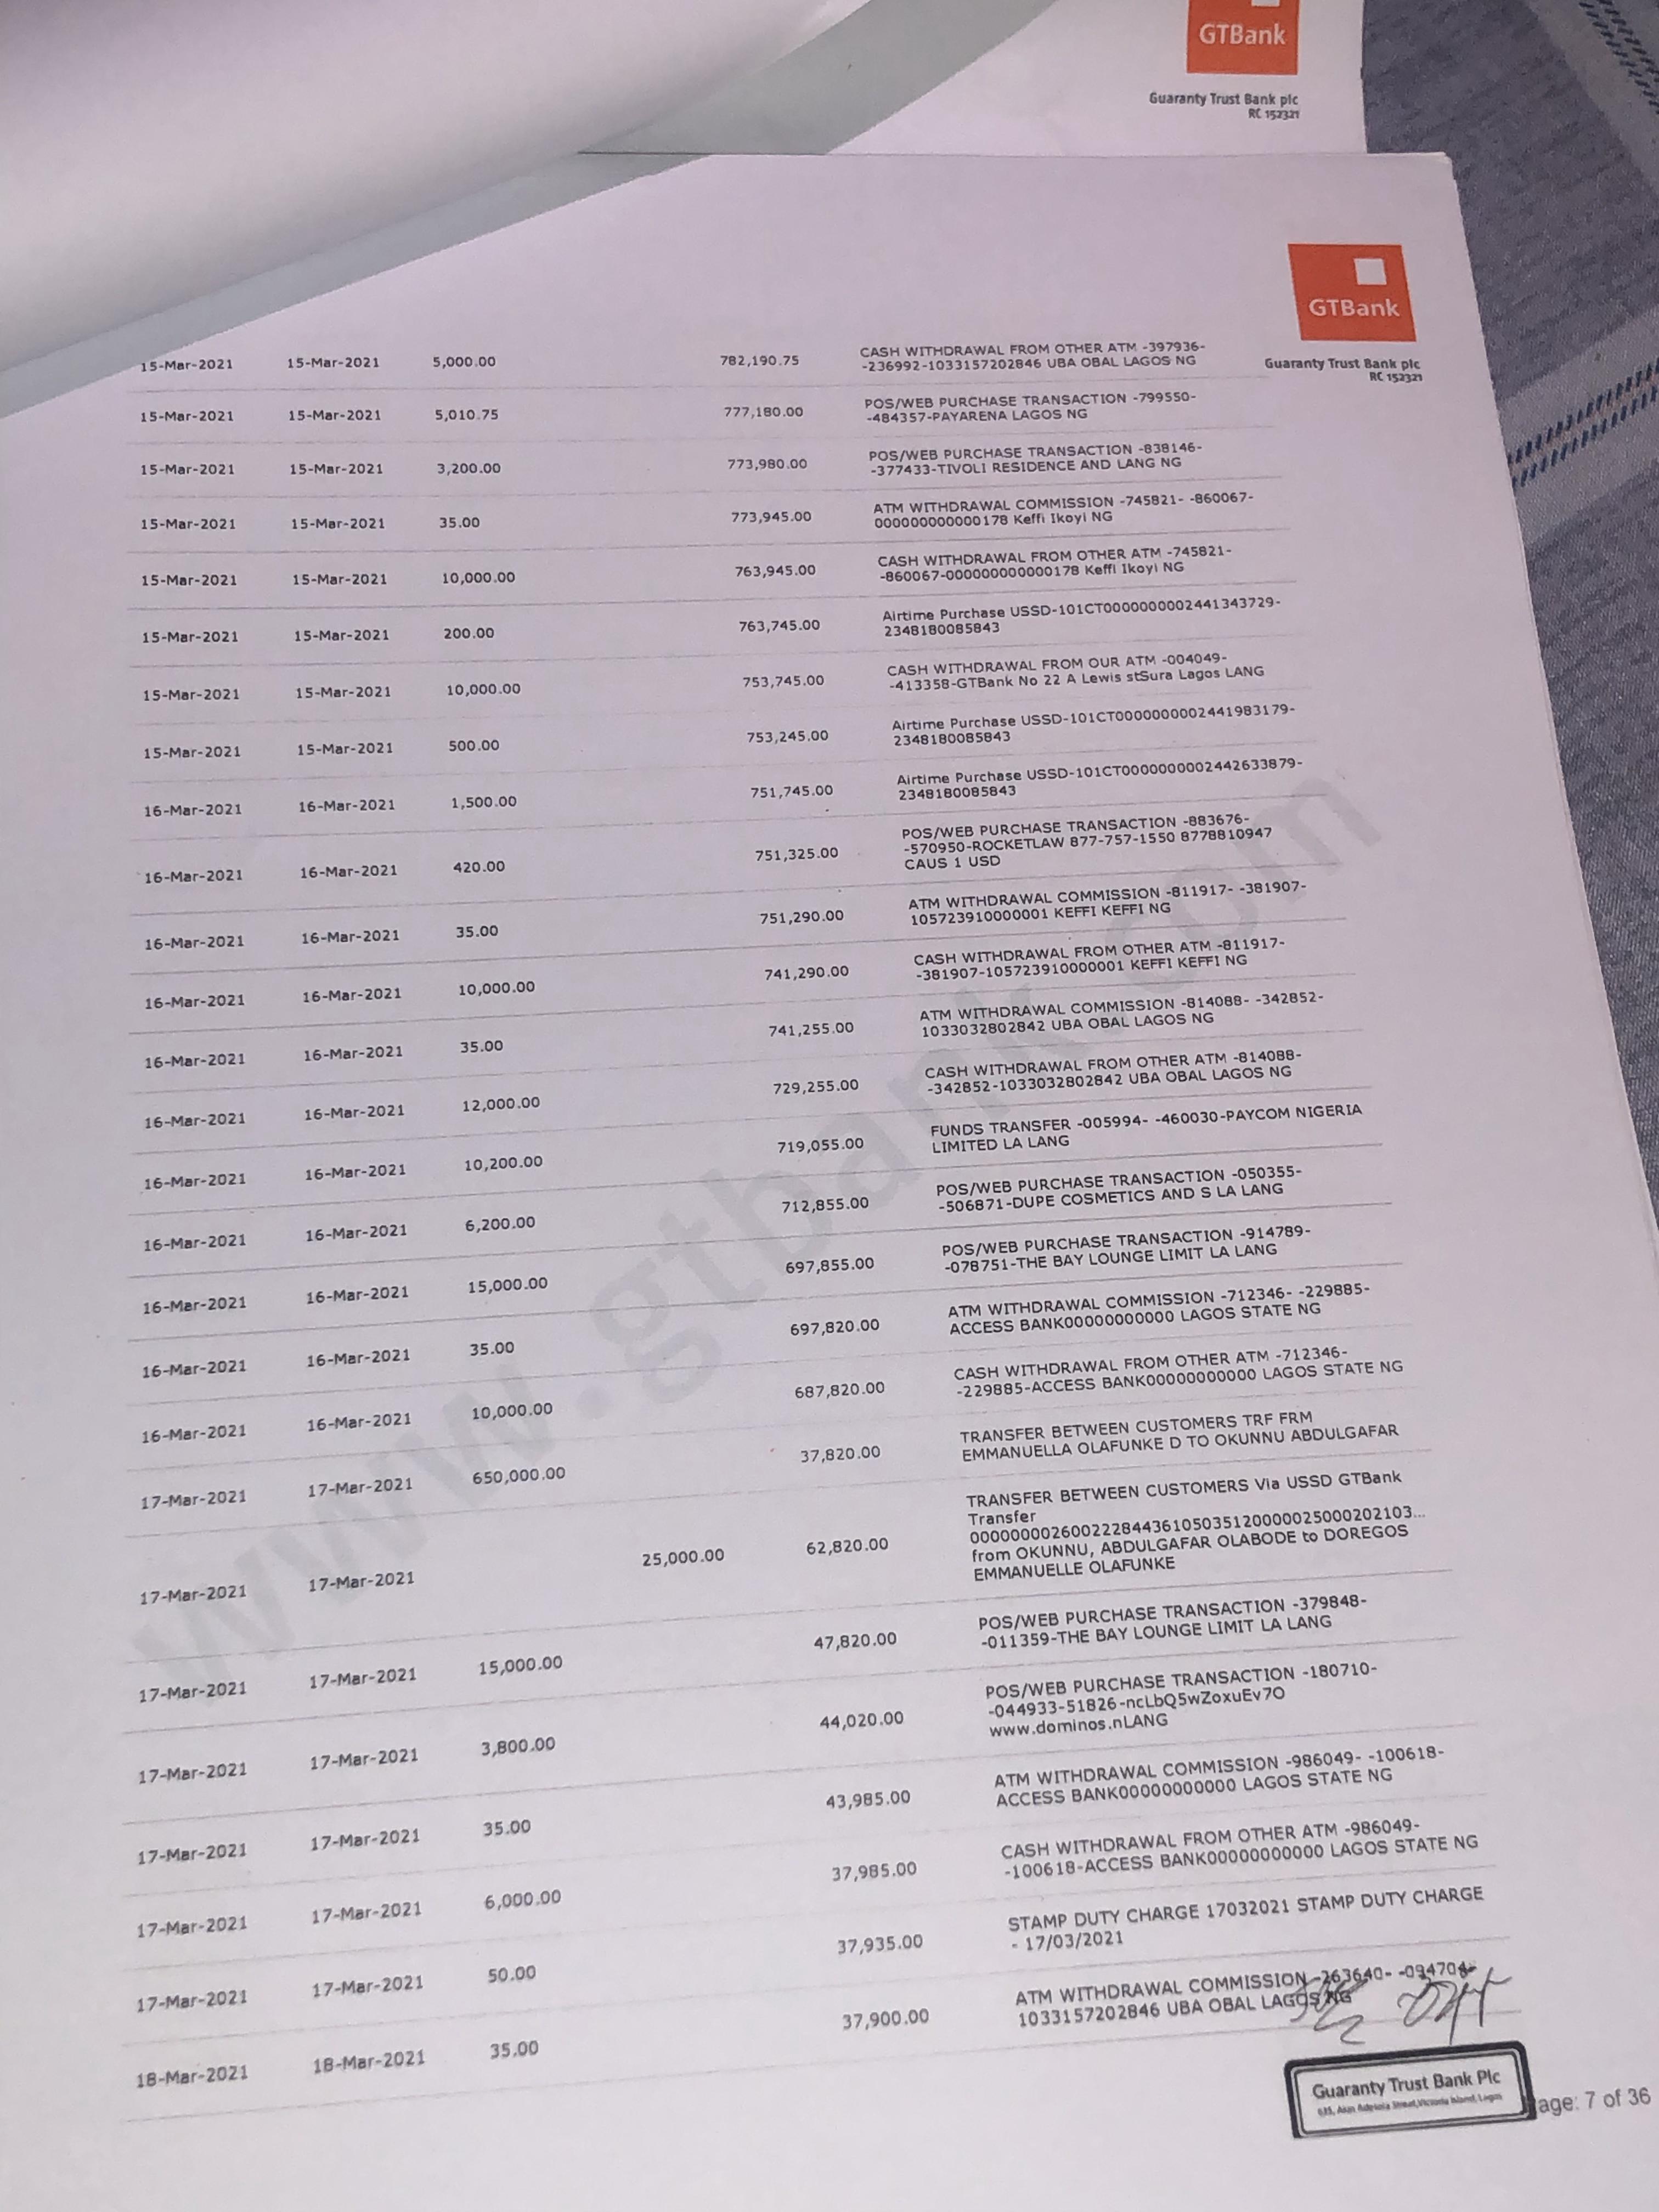 GTBank
Guaranty Trust Bank plc
RC 152321
GTBank
Guaranty Trust Bank plc
RC 152321
15-Mar-2021 15-Mar-2021 5,000.00 782,190.75 CASH WITHDRAWAL FROM OTHER ATM -397936-
-236992-1033157202846 UBA OBAL LAGOS NG
15-Mar-2021 15-Mar-2021 5,010.75 777,180.00 POS/WEB PURCHASE TRANSACTION -799550-
-484357-PAYARENA LAGOS NG
15-Mar-2021 15-Mar-2021 3,200.00 773,980.00 POS/WEB PURCHASE TRANSACTION -838146-
-377433-TIVOLI RESIDENCE AND LANG NG
15-Mar-2021 15-Mar-2021 35.00 773,945.00 ATM WITHDRAWAL COMMISSION -745821- -860067-
0000000000000178 Keffi Ikoyi NG
15-Mar-2021 15-Mar-2021 10,000.00 763,945.00 CASH WITHDRAWAL FROM OTHER ATM -745821-
-860067-0000000000000178 Keffi Ikoyi NG
15-Mar-2021 15-Mar-2021 200.00 763,745.00 Airtime Purchase USSD-101CT0000000002441343729-
2348180085843
15-Mar-2021 15-Mar-2021 10,000.00 753,745.00 CASH WITHDRAWAL FROM OUR ATM -004049-
-413358-GTBank No 22 A Lewis stSura Lagos LANG
15-Mar-2021 15-Mar-2021 500.00 753,245.00 Airtime Purchase USSD-101CT0000000002441983179-
2348180085843
16-Mar-2021 16-Mar-2021 1,500.00 751,745.00 Airtime Purchase USSD-101CT0000000002442633879-
2348180085843
16-Mar-2021 16-Mar-2021 420.00 751,325.00 POS/WEB PURCHASE TRANSACTION -883676-
-570950-ROCKETLAW 877-757-1550 8778810947
CAUS 1 USD
16-Mar-2021 16-Mar-2021 35.00 751,290.00 ATM WITHDRAWAL COMMISSION -811917- -381907-
1057239100000001 KEFFI KEFFI NG
16-Mar-2021 16-Mar-2021 10,000.00 741,290.00 CASH WITHDRAWAL FROM OTHER ATM -811917-
-381907-1057239100000001 KEFFI KEFFI NG
16-Mar-2021 16-Mar-2021 35.00 741,255.00 ATM WITHDRAWAL COMMISSION -814088- -342852-
1033032802842 UBA OBAL LAGOS NG
16-Mar-2021 16-Mar-2021 12,000.00 729,255.00 CASH WITHDRAWAL FROM OTHER ATM -814088-
-342852-1033032802842 UBA OBAL LAGOS NG
16-Mar-2021 16-Mar-2021 10,200.00 719,055.00 FUNDS TRANSFER -005994- -460030-PAYCOM NIGERIA
LIMITED LA LANG
16-Mar-2021 16-Mar-2021 6,200.00 712,855.00 POS/WEB PURCHASE TRANSACTION -050355-
-506871-DUPE COSMETICS AND S LA LANG
16-Mar-2021 16-Mar-2021 15,000.00 697,855.00 POS/WEB PURCHASE TRANSACTION -914789-
-078751-THE BAY LOUNGE LIMIT LA LANG
16-Mar-2021 16-Mar-2021 35.00 697,820.00 ATM WITHDRAWAL COMMISSION -712346- -229885-
ACCESS BANK0000000000000 LAGOS STATE NG
16-Mar-2021 16-Mar-2021 10,000.00 687,820.00 CASH WITHDRAWAL FROM OTHER ATM -712346-
-229885-ACCESS BANK0000000000000 LAGOS STATE NG
17-Mar-2021 17-Mar-2021 650,000.00 37,820.00 TRANSFER BETWEEN CUSTOMERS TRF FRM
EMMANUELLA OLAFUNKE D TO OKUNNU ABDULGAFAR
17-Mar-2021 17-Mar-2021 25,000.00 62,820.00 TRANSFER BETWEEN CUSTOMERS Via USSD GTBank
Transfer
000000026002228443610503512000002500020210​3...
from OKUNNU , ABDULGAFAR OLABODE to DOREGOS
EMMANUELLE OLAFUNKE
17-Mar-2021 17-Mar-2021 15,000.00 47,820.00 POS/WEB PURCHASE TRANSACTION -379848-
-011359-THE BAY LOUNGE LIMIT LA LANG
17-Mar-2021 17-Mar-2021 3,800.00 44,020.00 POS/WEB PURCHASE TRANSACTION -180710-
-044933-51826-ncLbQ5wZpxuEv7O
www.dominos.nLANG
17-Mar-2021 17-Mar-2021 35.00 43,985.00 ATM WITHDRAWAL COMMISSION -986049- -100618-
ACCESS BANK0000000000000 LAGOS STATE NG
17-Mar-2021 17-Mar-2021 6,000.00 37,985.00 CASH WITHDRAWAL FROM OTHER ATM -986049-
-100618-ACCESS BANK0000000000000 LAGOS STATE NG
17-Mar-2021 17-Mar-2021 50.00 37,935.00 STAMP DUTY CHARGE 17032021 STAMP DUTY CHARGE
- 17/03/2021
18-Mar-2021 18-Mar-2021 35.00 37,900.00 ATM WITHDRAWAL COMMISSION -263640- -094704-
1033157202846 UBA OBAL LAGOS NG
www.gtbank.com
Guaranty Trust Bank Plc
age: 7 of 36